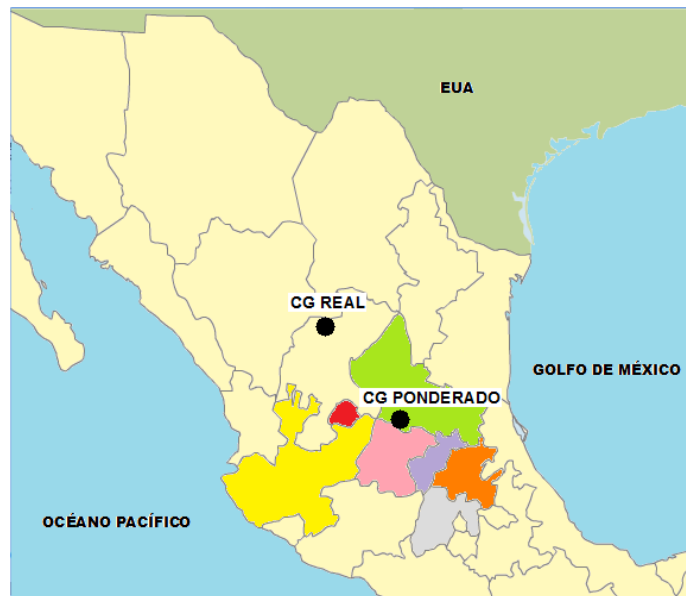 EUA
CG REAL
GOLFO DE MÉXICO
CG PONDERADO
OCÉANO PACÍFICO